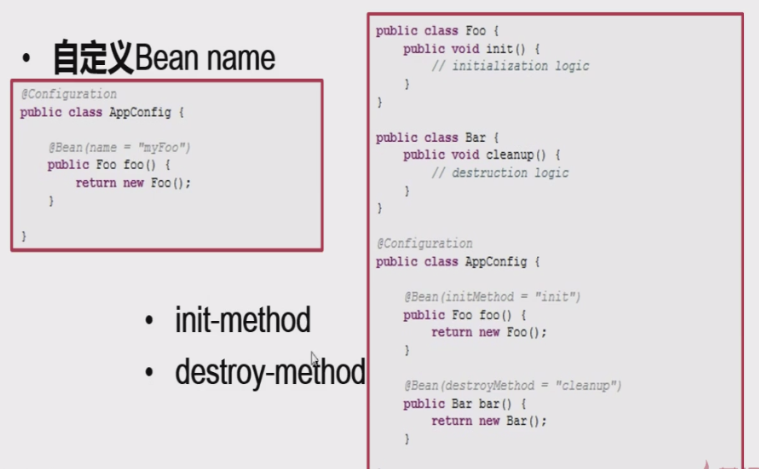 • 自定义Bean name
@Configuration
public class AppConfig {
@Bean(name = "myFoo")
public Foo foo() {
return new Foo();
}
}
• init-method
• destroy-method
public class Foo {
public void init() {
// initialization logic
}
}
public class Bar {
public void cleanup() {
// destruction logic
}
}
@Configuration
public class AppConfig {
@Bean(initMethod = "init")
public Foo foo() {
return new Foo();
}
@Bean(destroyMethod = "cleanup")
public Bar bar() {
return new Bar();
}